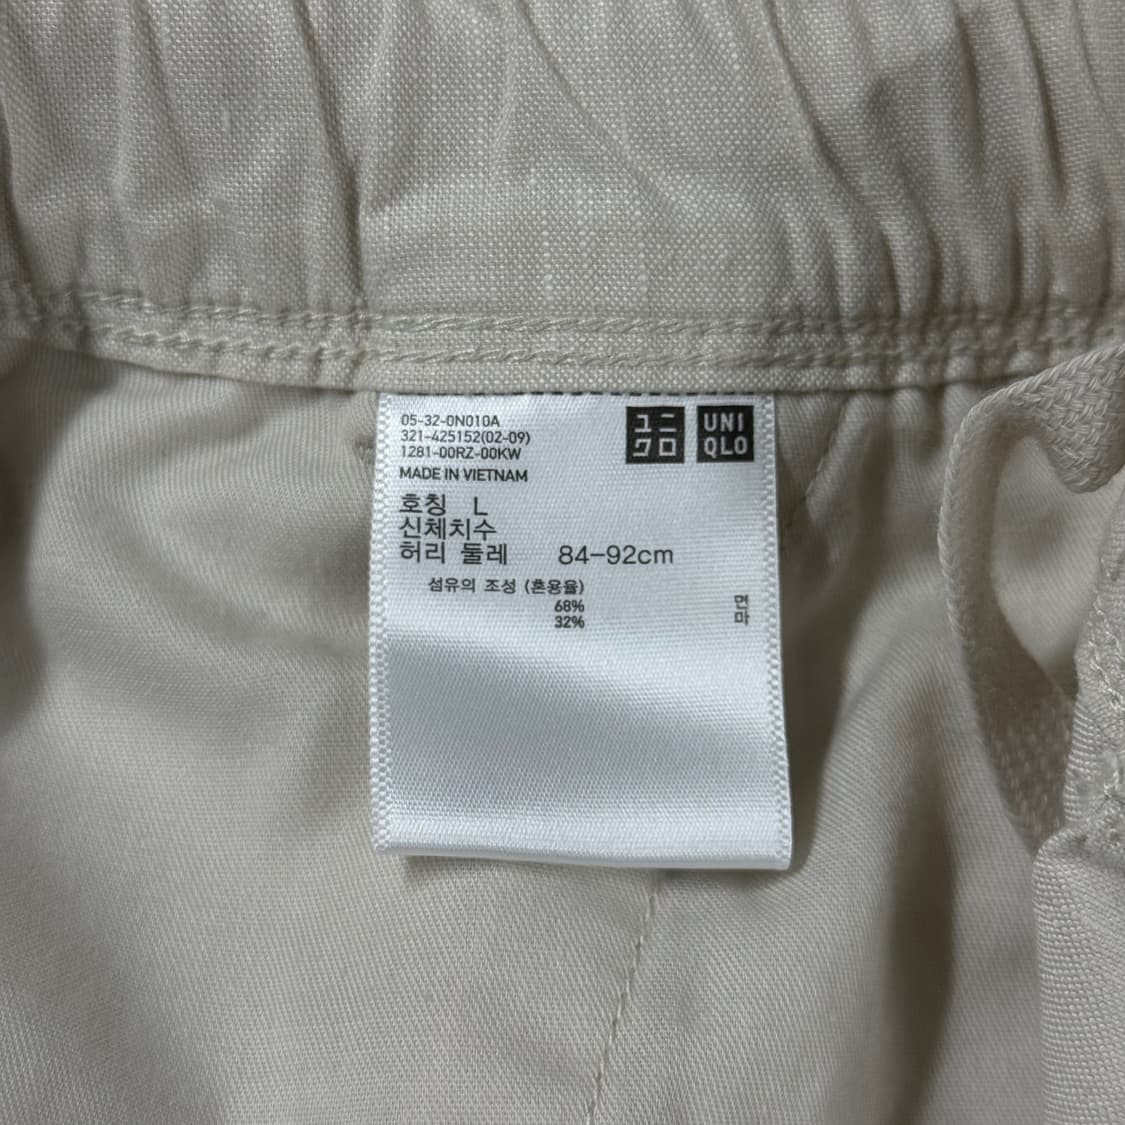 05-32-0N010A
321-425152(02-09)
1281-00RZ-00KW
MADE IN VIETNAM
ユニ
クロ
UNI
QLO
호칭 L
신체치수
허리 둘레 84-92cm
섬유의 조성 (혼용율)
68% 면
32% 마